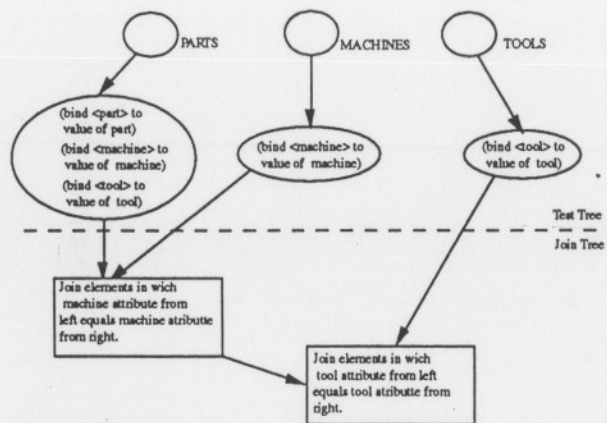 PARTS
MACHINES
TOOLS
(bind <part> to
value of part)
(bind <machine> to
value of machine)
(bind <tool> to
value of tool)
(bind <machine> to
value of machine)
(bind <tool> to
value of tool)
Test Tree
Join Tree
Join elements in wich
machine attribute from
left equals machine atributte
from right.
Join elements in wich
tool attribute from left
equals tool atributte from
right.